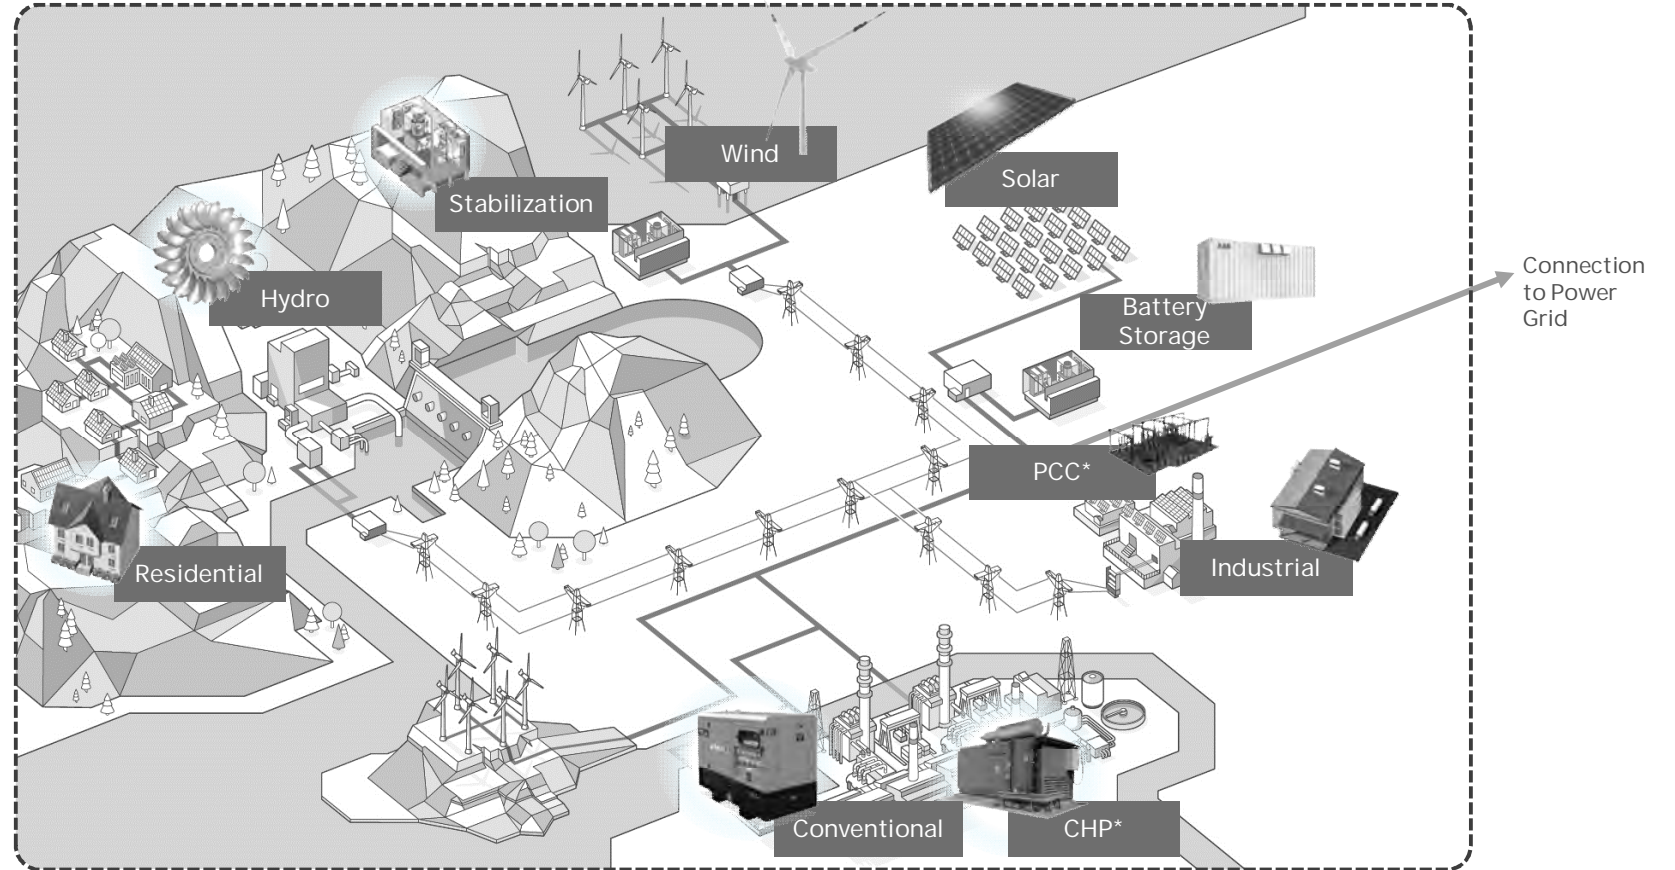 Wind
Solar
Stabilization
Hydro
Connection
to Power
Grid
Battery
Storage
PCC*
Residential
Industrial
Conventional
CHP*